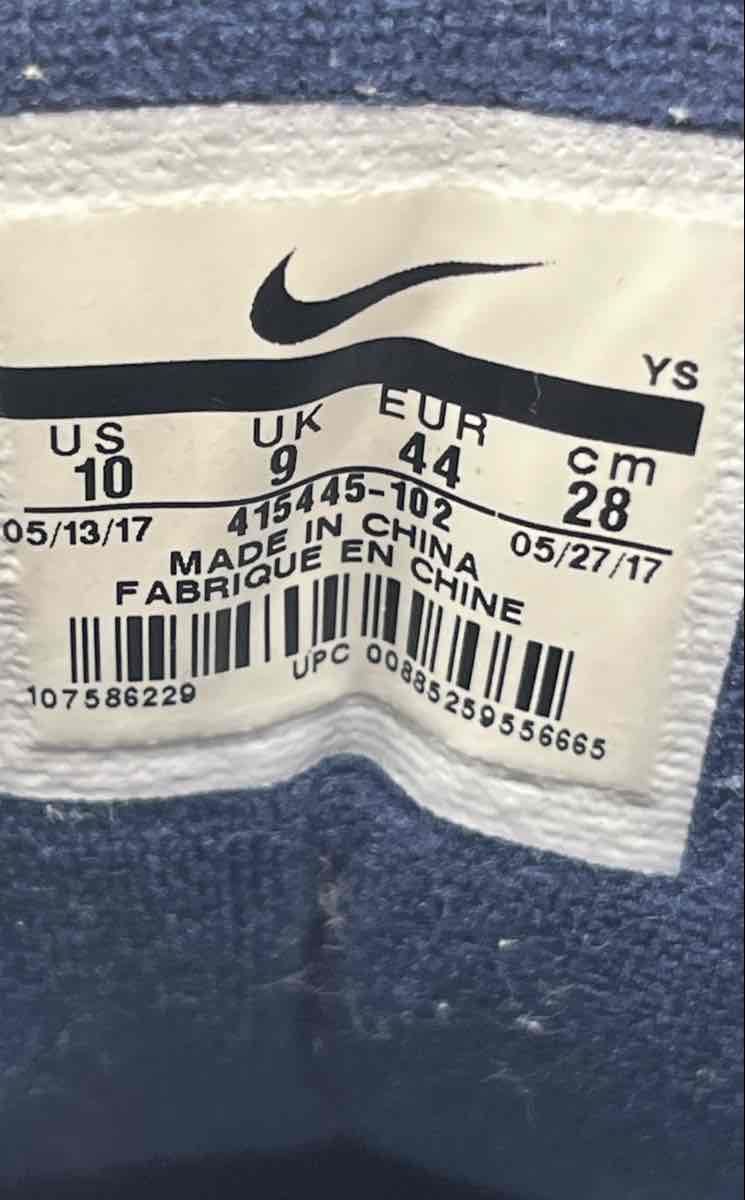 YS
US UK EUR cm
10 9 44 28
05/13/17 415445-102 05/27/17
MADE IN CHINA
FABRIQUE EN CHINE
107586229 UPC 00885259556665